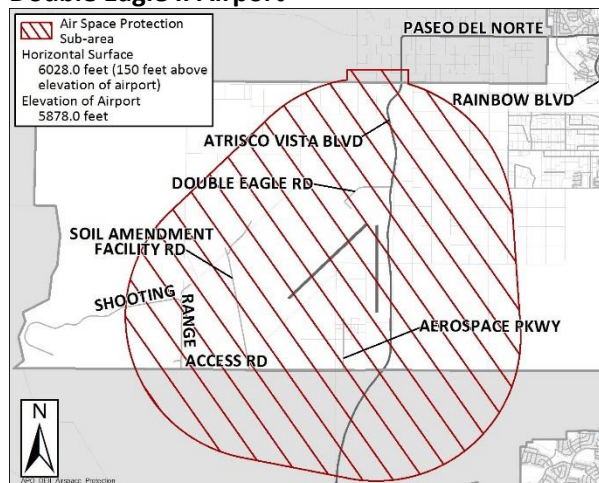 Double Eagle II Airport
Air Space Protection
Sub-area
Horizontal Surface
6028.0 feet (150 feet above
elevation of airport)
Elevation of Airport
5878.0 feet
PASEO DEL NORTE
RAINBOW BLVD
ATRISCO VISTA BLVD
DOUBLE EAGLE RD
SOIL AMENDMENT
FACILITY RD
SHOOTING
RANGE
ACCESS RD
AEROSPACE PKWY
N
APO_DEII_Airspace_Protection